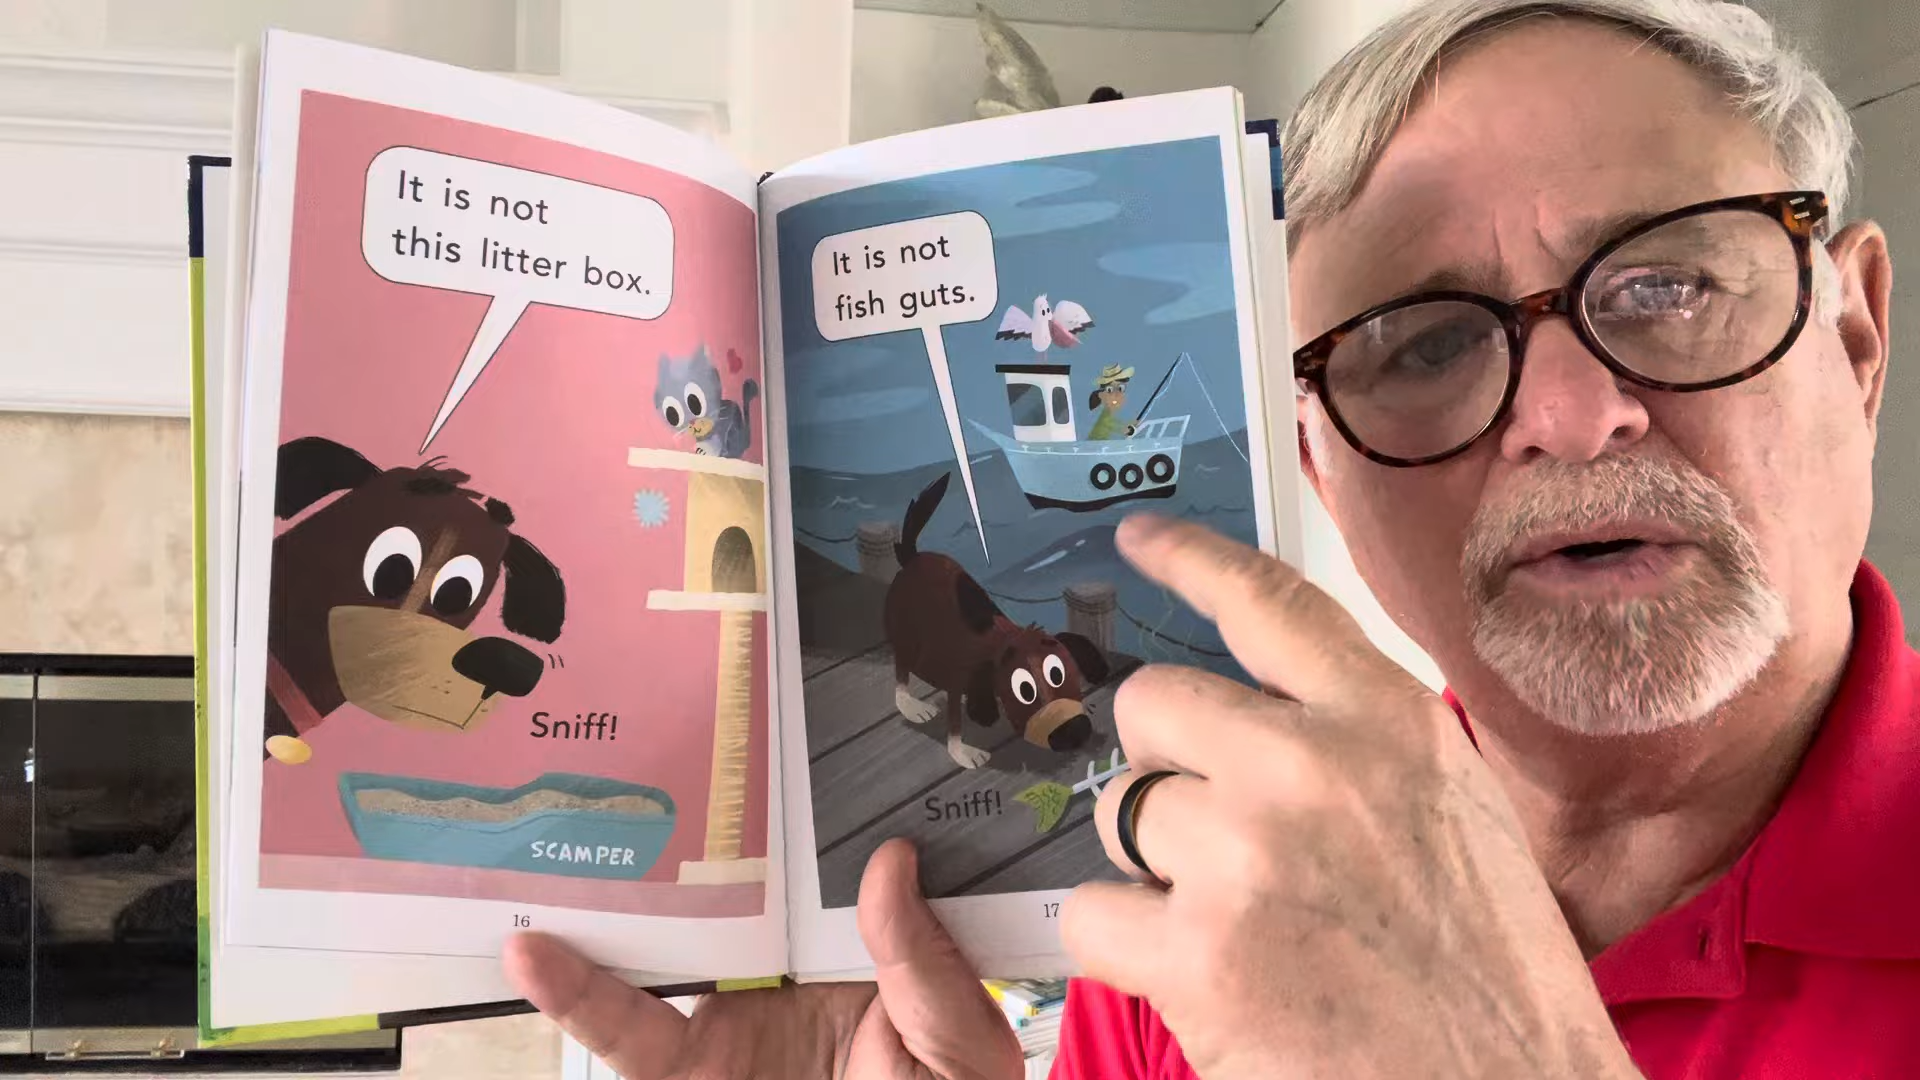 It is not
this litter box.
Sniff!
SCAMPER
16
It is not
fish guts.
Sniff!
17